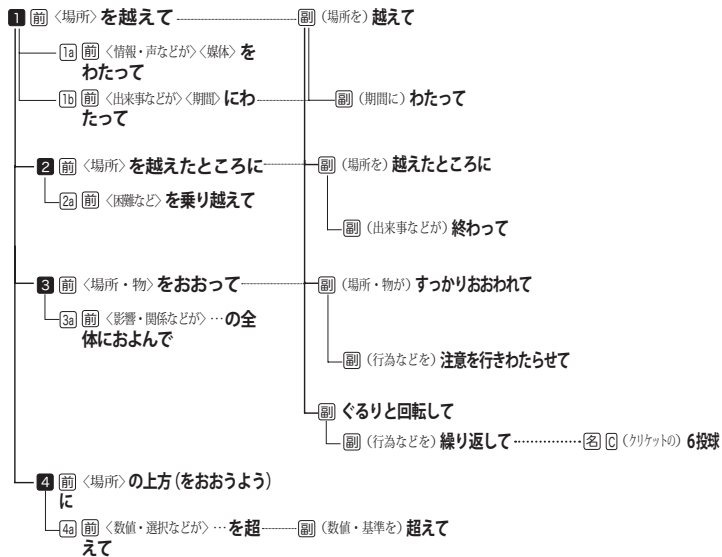 1 前 〈場所〉を越えて 副 (場所を) 越えて
1a 前 〈情報・声などが〉〈媒体〉を
わたって
1b 前 〈出来事などが〉〈期間〉にわ 副 (期間に) わたって
たって
2 前 〈場所〉を越えたところに 副 (場所を) 越えたところに
2a 前 〈困難など〉を乗り越えて
副 (出来事などが) 終わって
3 前 〈場所・物〉をおおって 副 (場所・物が) すっかりおおわれて
3a 前 〈影響・関係などが〉…の全
体におよんで
副 (行為などを) 注意を行きわたらせて
副 ぐるりと回転して
副 (行為などを) 繰り返して 名 C (クリケットの) 6投球
4 前 〈場所〉の上方(をおおうよう)
に
4a 前 〈数値・選択などが〉…を超 副 (数値・基準を) 超えて
えて